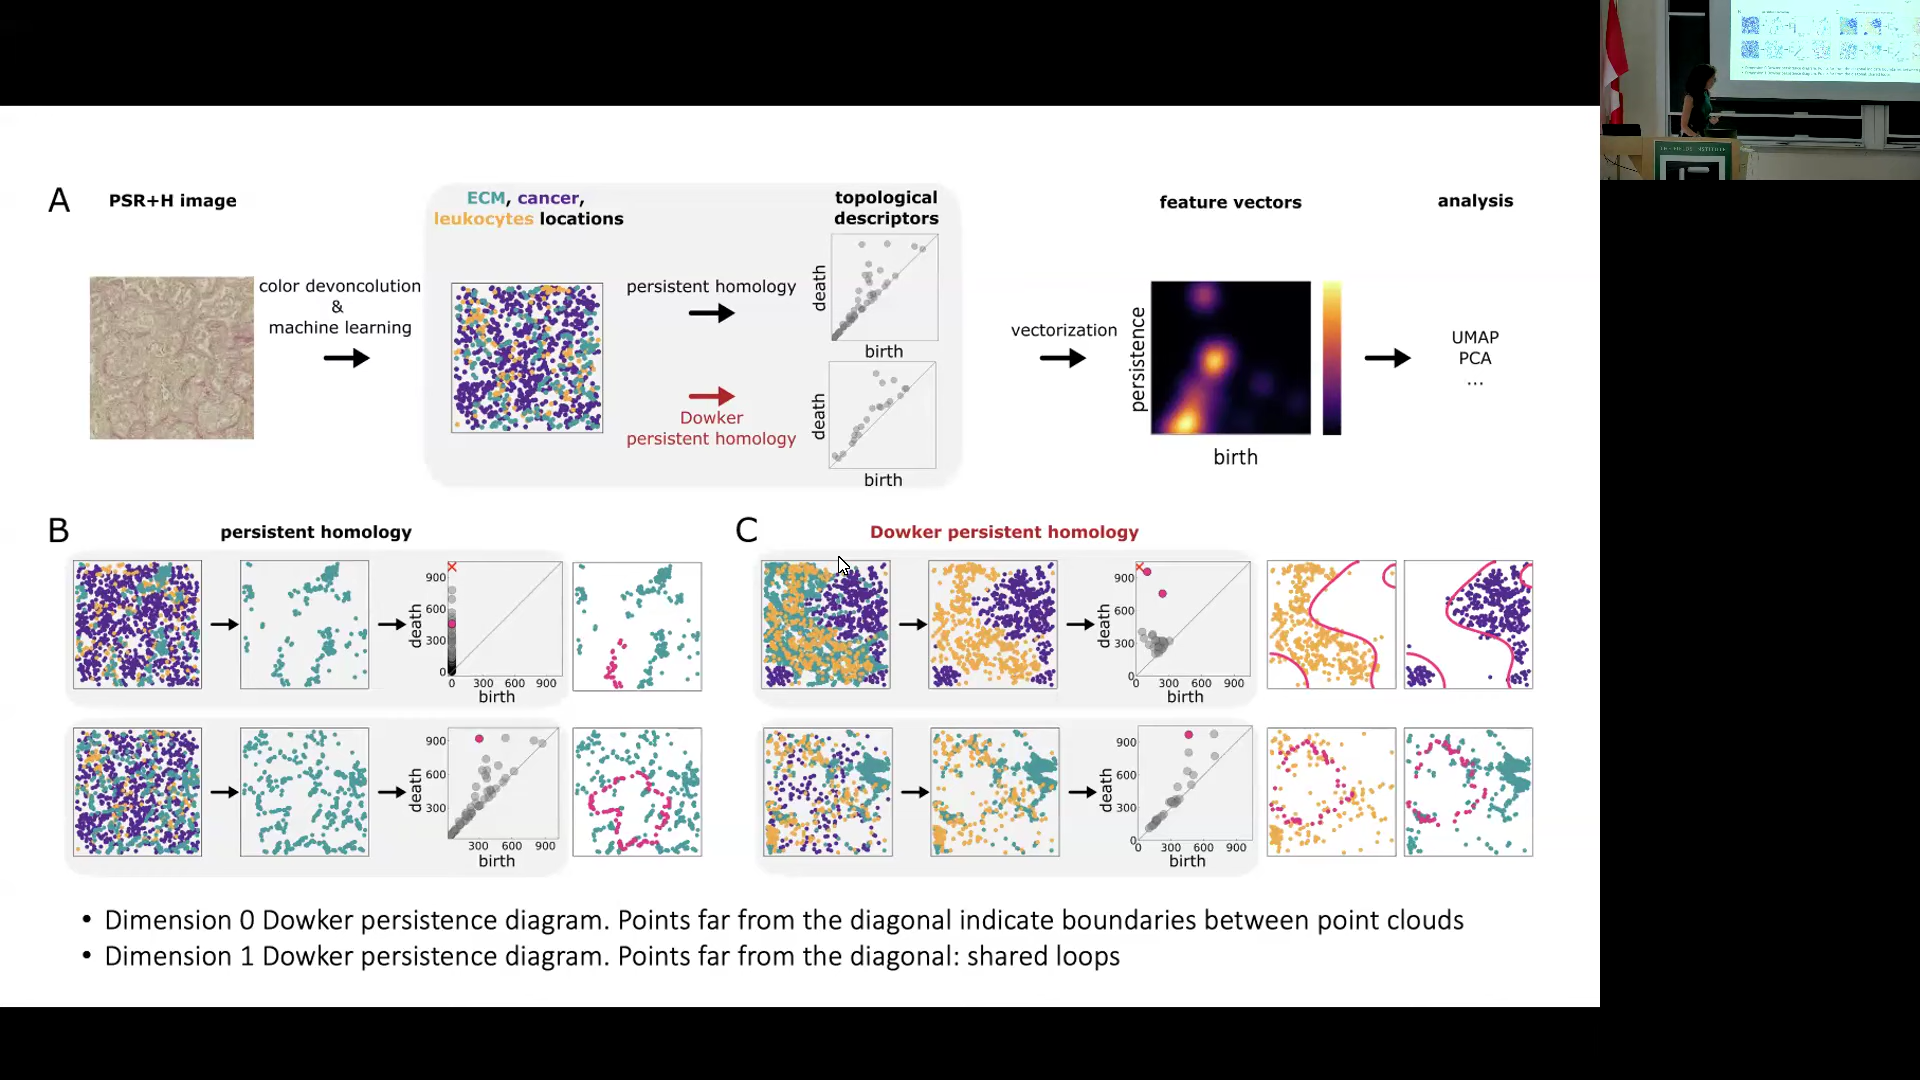 A
PSR+H image
ECM, cancer,
leukocytes locations
topological
descriptors
feature vectors
analysis
color devoncolution
&
machine learning
persistent homology
Dowker
persistent homology
death
birth
death
birth
vectorization
persistence
birth
UMAP
PCA
...
B
persistent homology
900
600
300
0
death
0 300 600 900
birth
900
600
300
death
300 600 900
birth
C
Dowker persistent homology
900
600
300
0
death
0 300 600 900
birth
900
600
300
0
death
0 300 600 900
birth
• Dimension 0 Dowker persistence diagram. Points far from the diagonal indicate boundaries between point clouds
• Dimension 1 Dowker persistence diagram. Points far from the diagonal: shared loops